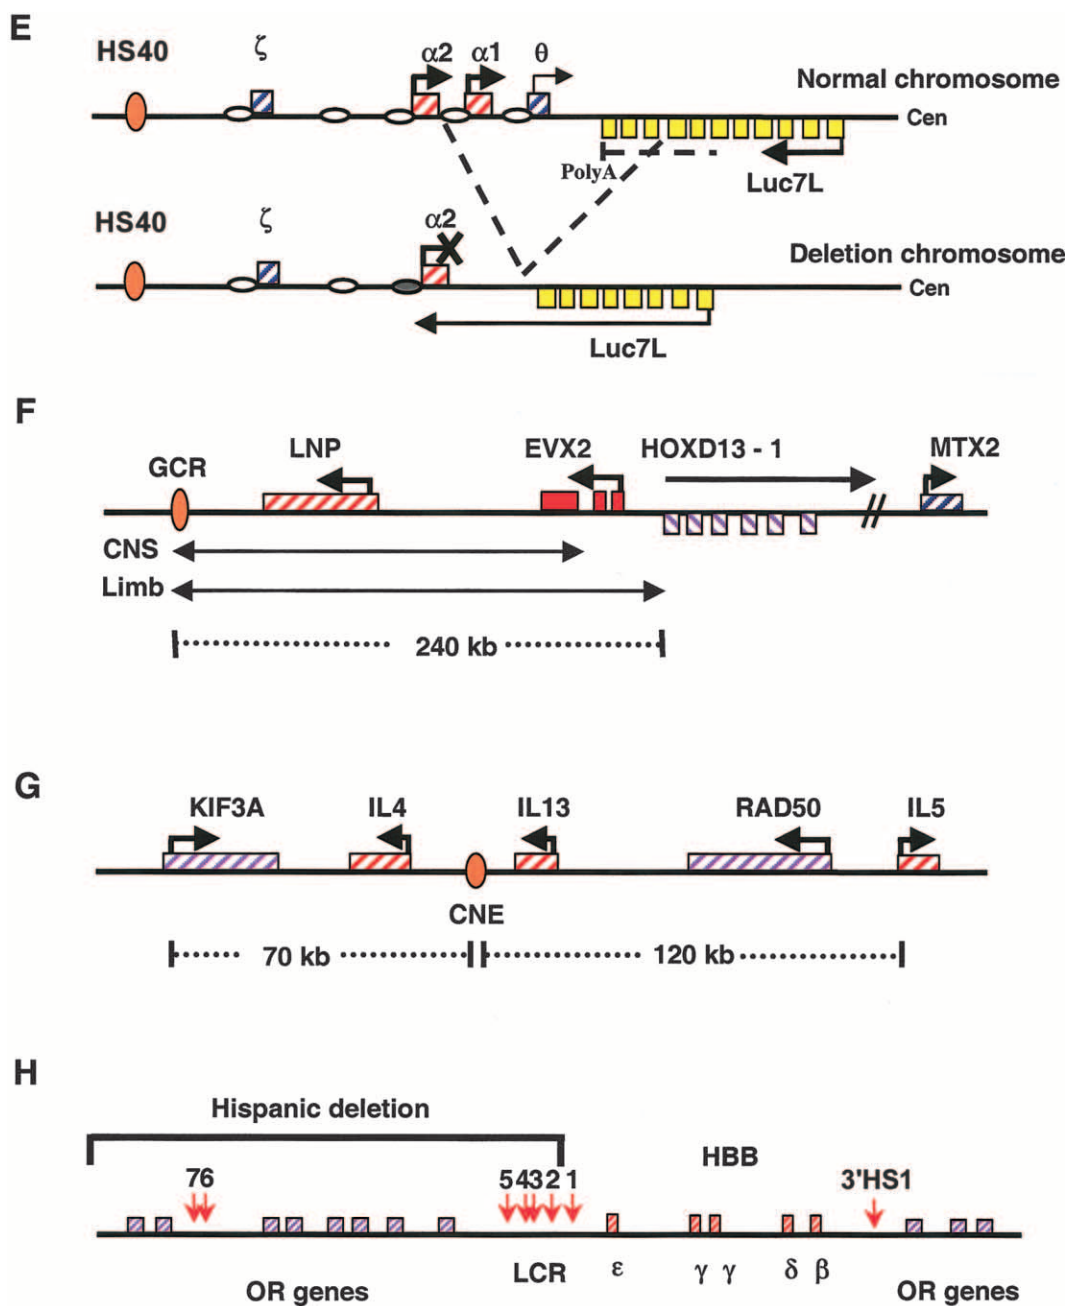 E
HS40 ζ α2 α1 θ
Normal chromosome
Cen
PolyA
Luc7L
HS40 ζ α2
Deletion chromosome
Cen
Luc7L
F
GCR LNP EVX2 HOXD13 - 1 MTX2
CNS
Limb
240 kb
G
KIF3A IL4 IL13 RAD50 IL5
CNE
70 kb 120 kb
H
Hispanic deletion
HBB
76 5432 1 3'HS1
LCR ε γ γ δ β
OR genes OR genes